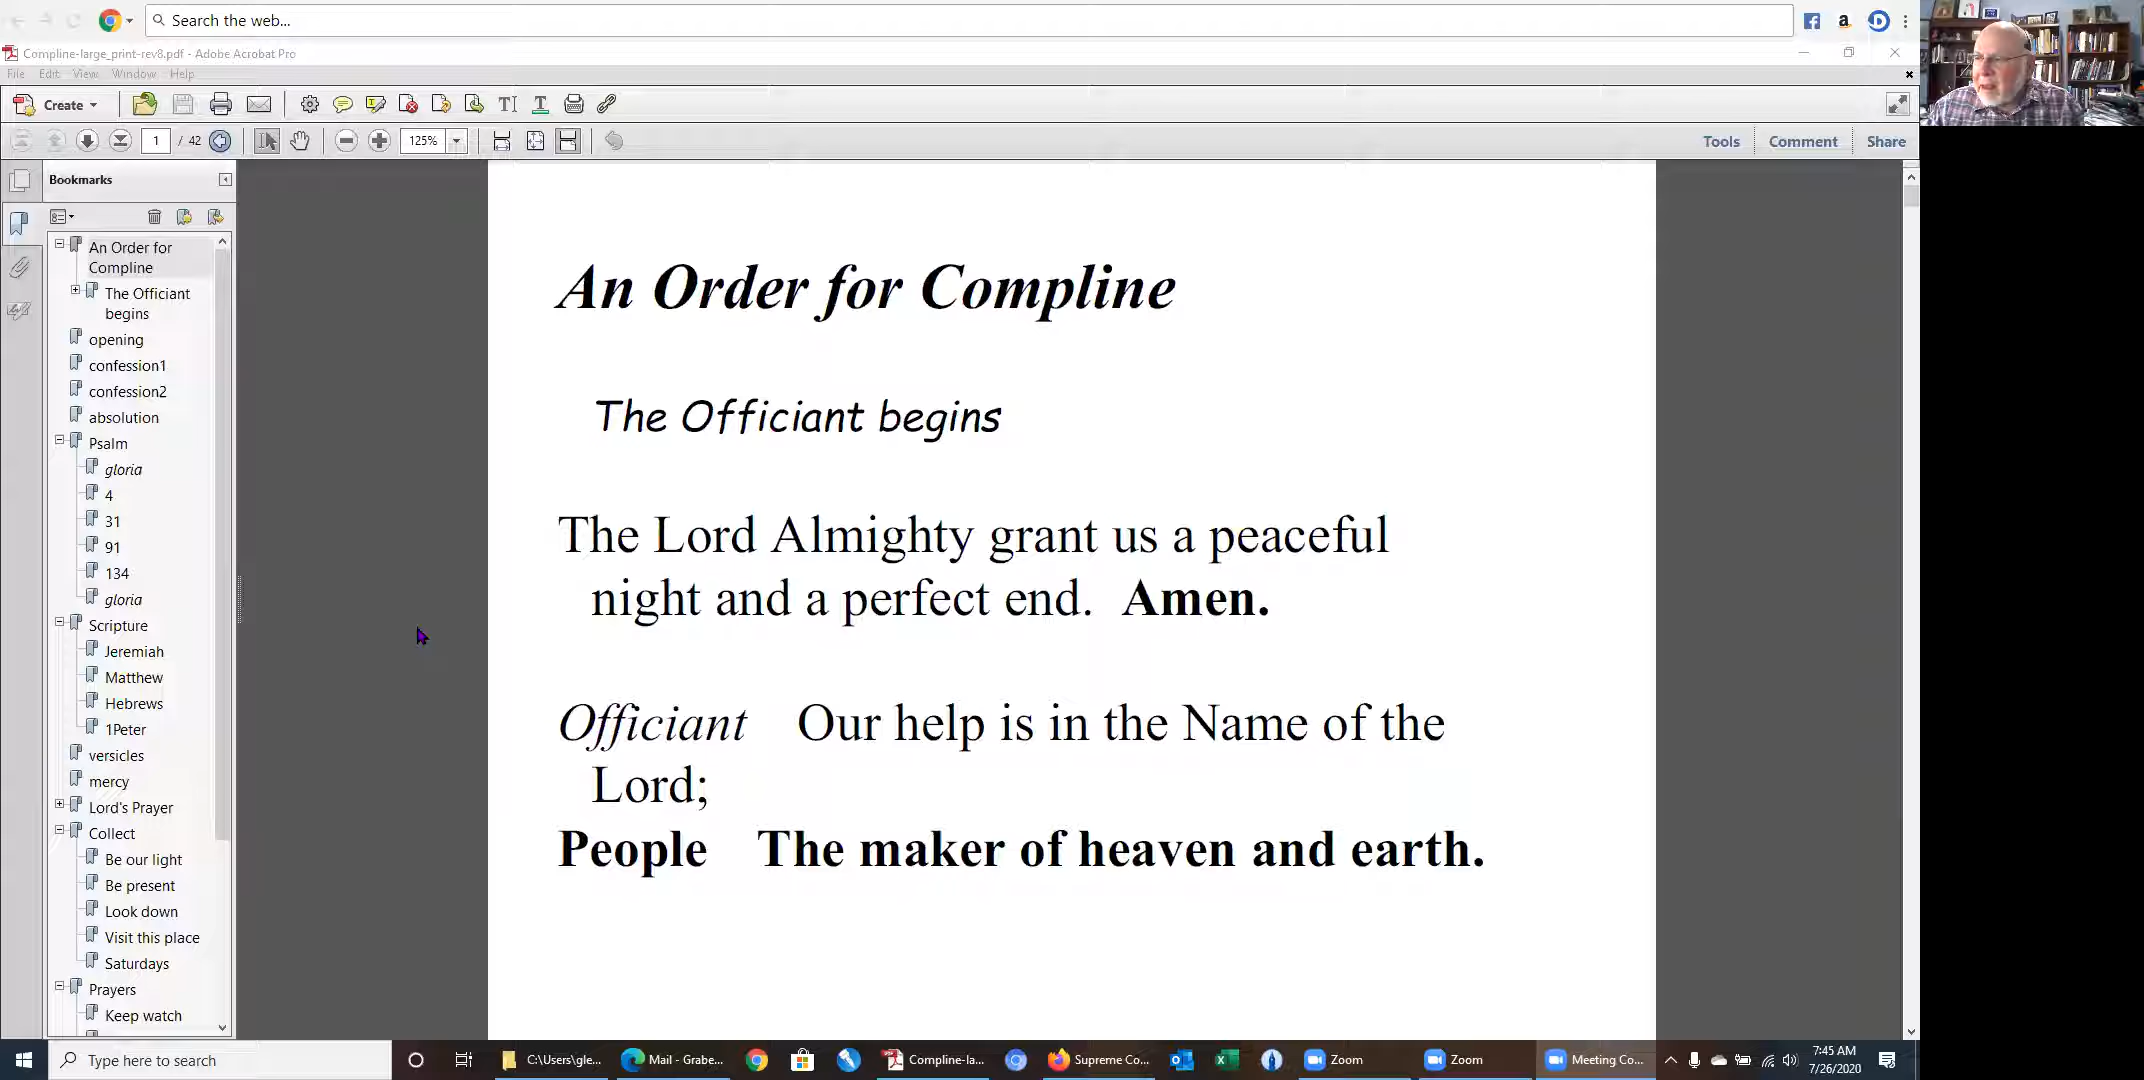 Search the web...
Compline-large_print-rev8.pdf - Adobe Acrobat Pro
File Edit View Window Help
Create
1 / 42 125% Tools Comment Share
Bookmarks
An Order for
Compline
The Officiant
begins
opening
confession1
confession2
absolution
Psalm
gloria
4
31
91
134
gloria
Scripture
Jeremiah
Matthew
Hebrews
1Peter
versicles
mercy
Lord's Prayer
Collect
Be our light
Be present
Look down
Visit this place
Saturdays
Prayers
Keep watch
An Order for Compline
The Officiant begins
The Lord Almighty grant us a peaceful
night and a perfect end. Amen.
Officiant Our help is in the Name of the
Lord;
People The maker of heaven and earth.
Type here to search
C:\Users\gle... Mail - Grabe... Compline-la... Supreme Co... Zoom Zoom Meeting Co...
7:45 AM
7/26/2020